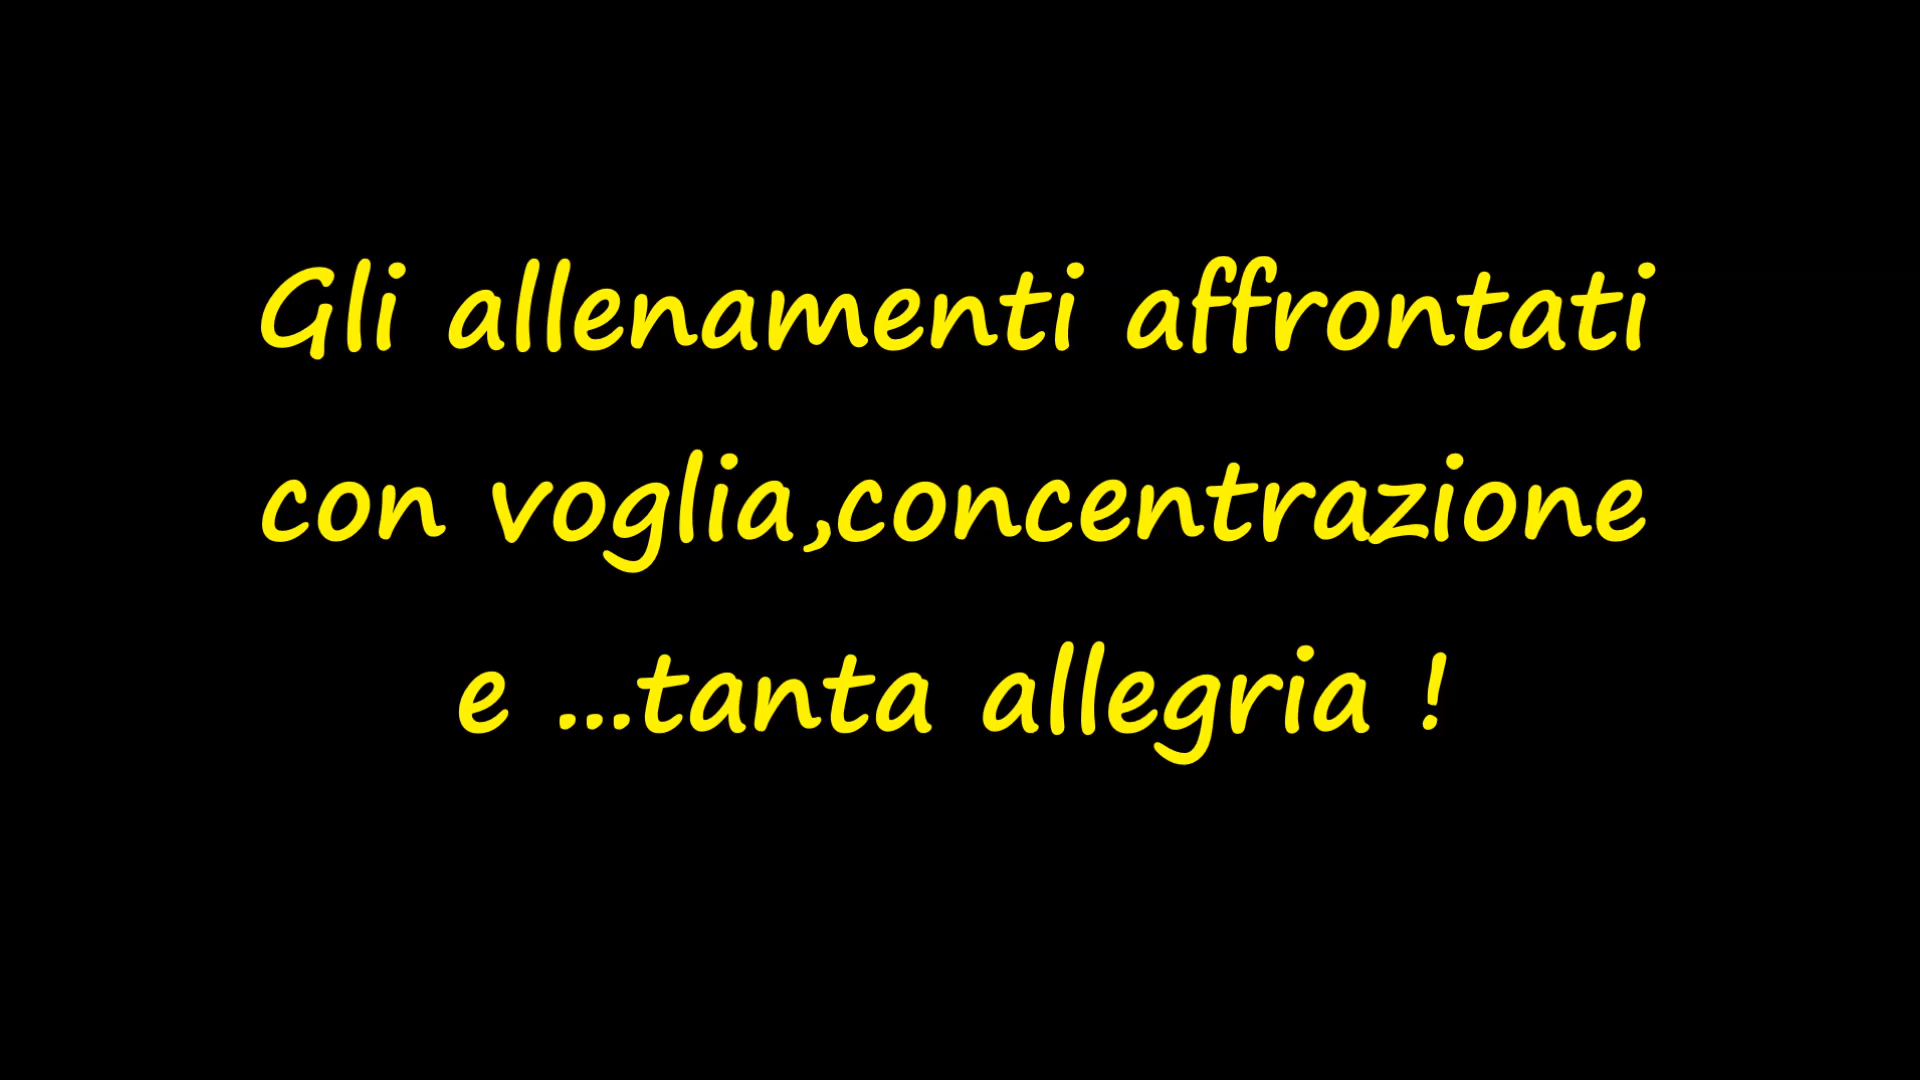 Gli allenamenti affrontati
con voglia,concentrazione
e ...tanta allegria !